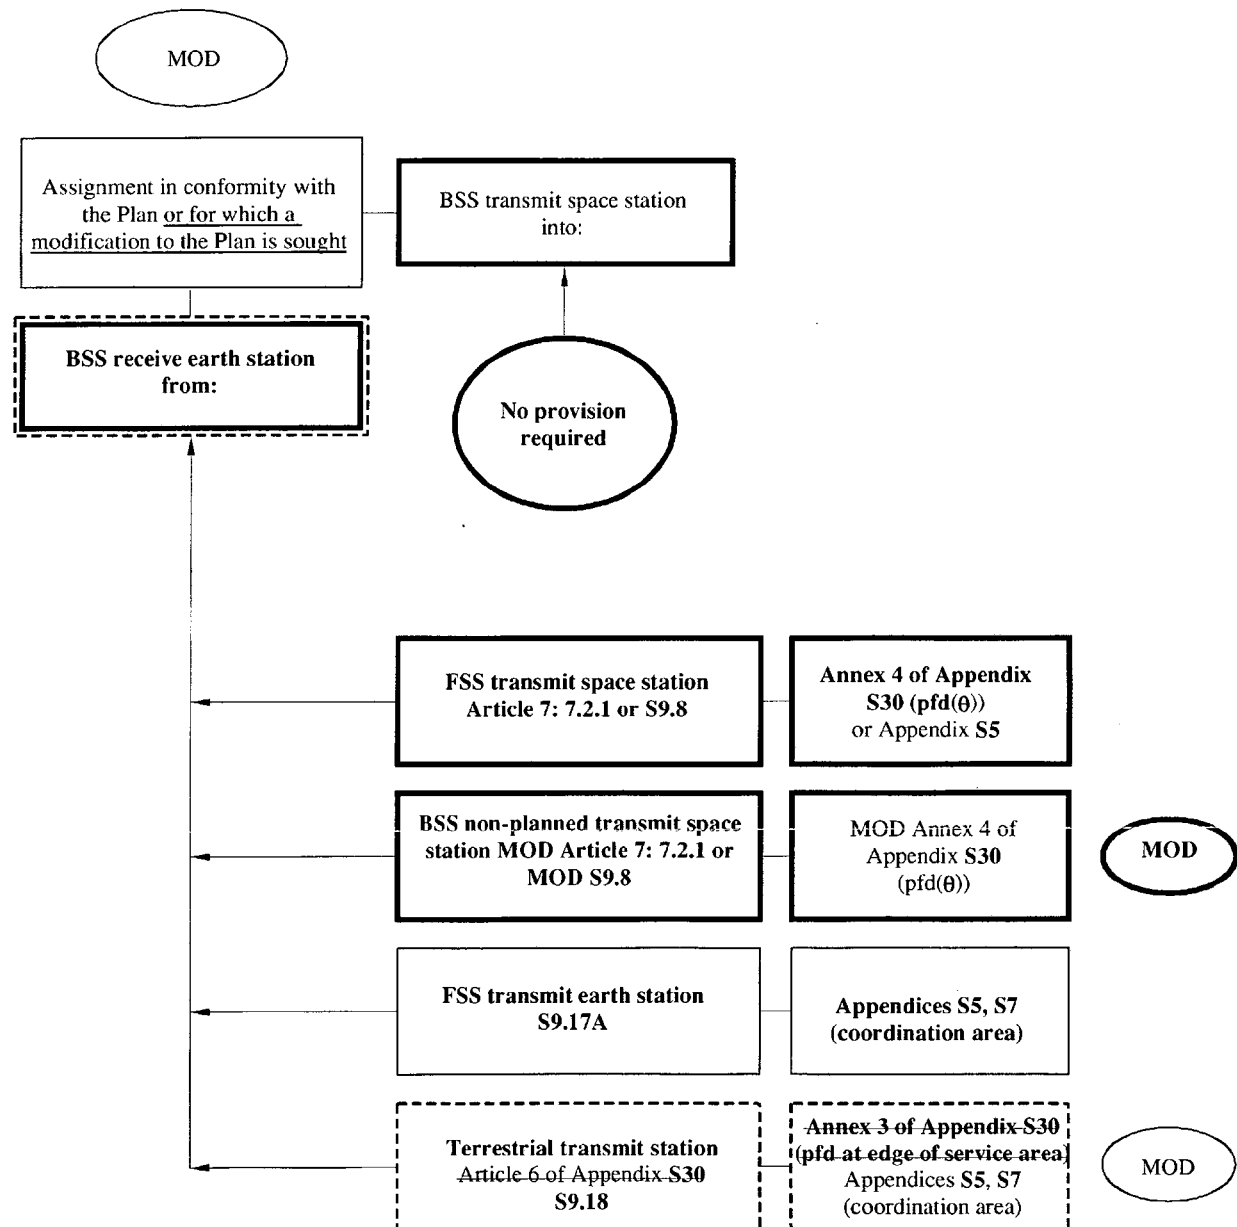 MOD
Assignment in conformity with
the Plan or for which a
modification to the Plan is sought
BSS transmit space station
into:
BSS receive earth station
from:
No provision
required
FSS transmit space station
Article 7: 7.2.1 or S9.8
Annex 4 of Appendix
S30 (pfd(θ))
or Appendix S5
BSS non-planned transmit space
station MOD Article 7: 7.2.1 or
MOD S9.8
MOD Annex 4 of
Appendix S30
(pfd(θ))
MOD
FSS transmit earth station
S9.17A
Appendices S5, S7
(coordination area)
Terrestrial transmit station
Article 6 of Appendix S30
S9.18
Annex 3 of Appendix S30
(pfd at edge of service area)
Appendices S5, S7
(coordination area)
MOD